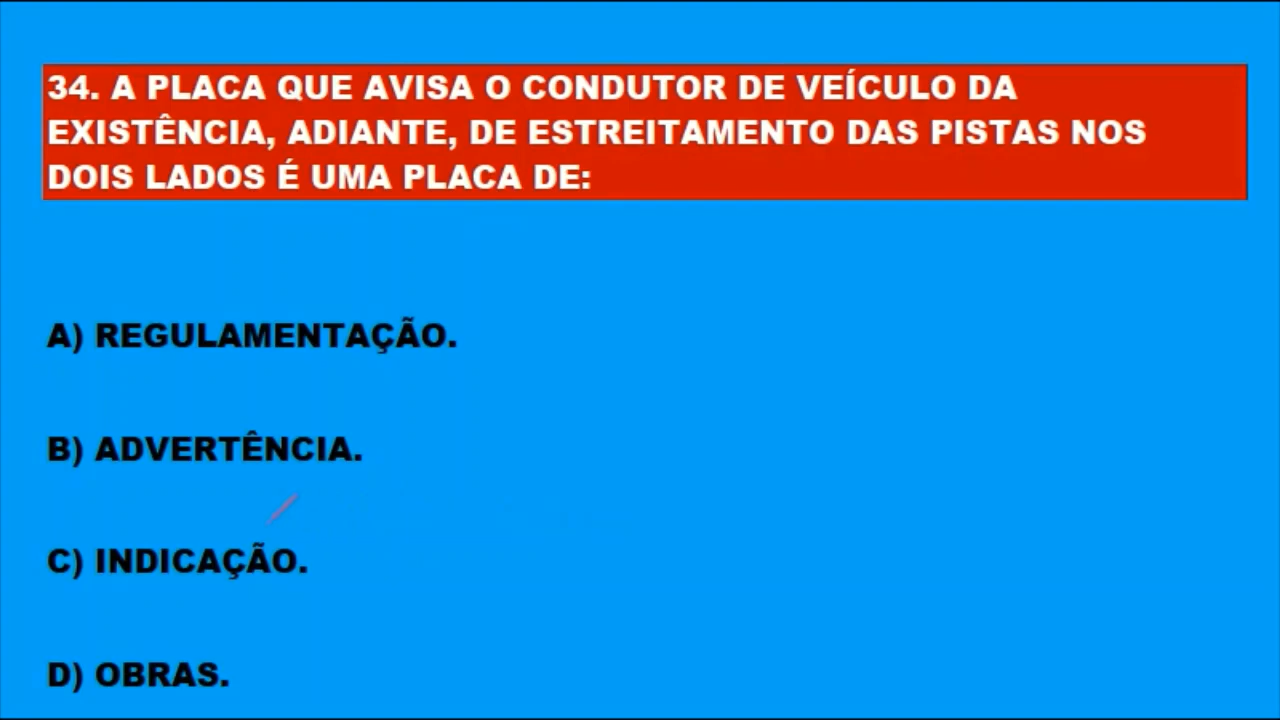 34. A PLACA QUE AVISA O CONDUTOR DE VEÍCULO DA
EXISTÊNCIA, ADIANTE, DE ESTREITAMENTO DAS PISTAS NOS
DOIS LADOS É UMA PLACA DE:
A) REGULAMENTAÇÃO.
B) ADVERTÊNCIA.
C) INDICAÇÃO.
D) OBRAS.